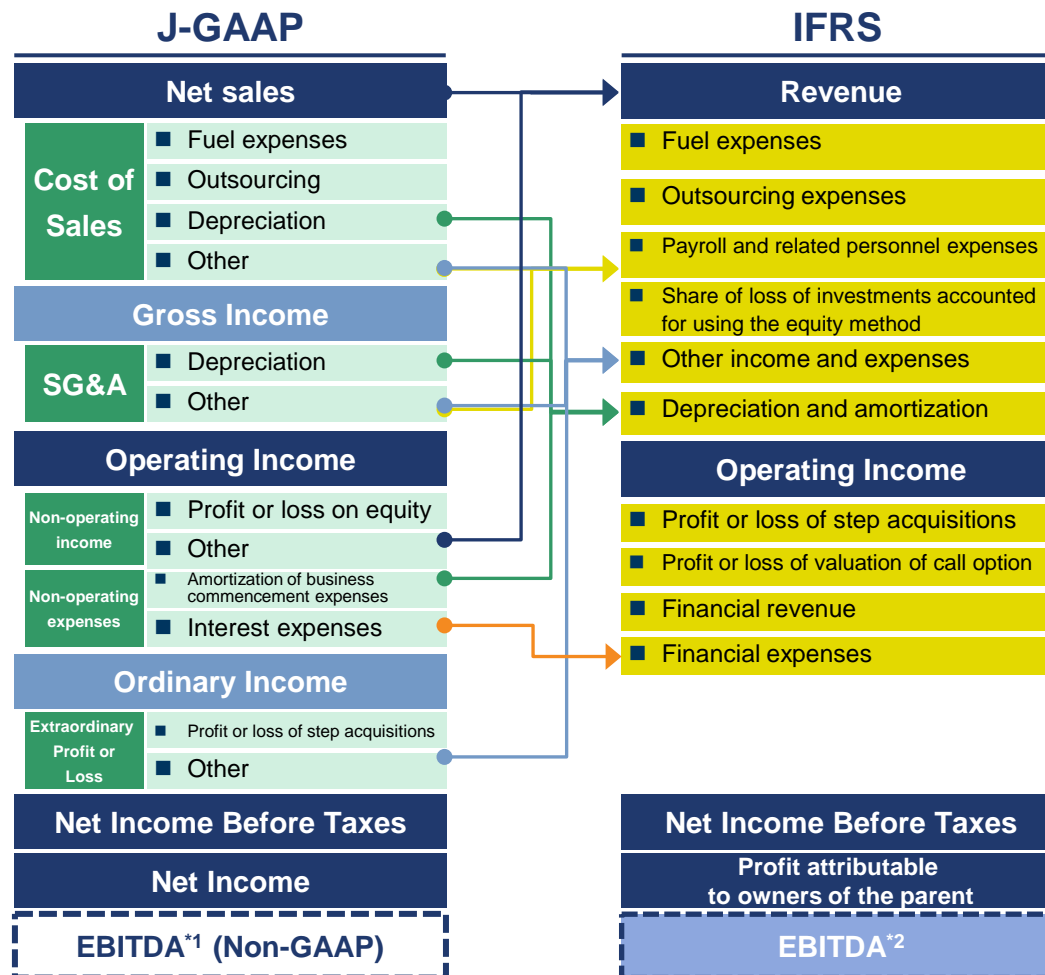 J-GAAP
Net sales
Cost of
Sales
■ Fuel expenses
■ Outsourcing
■ Depreciation
■ Other
Gross Income
SG&A
■ Depreciation
■ Other
Operating Income
Non-operating
income
■ Profit or loss on equity
■ Other
Non-operating
expenses
■ Amortization of business
commencement expenses
■ Interest expenses
Ordinary Income
Extraordinary
Profit or
Loss
■ Profit or loss of step acquisitions
■ Other
Net Income Before Taxes
Net Income
EBITDA*1 (Non-GAAP)
IFRS
Revenue
■ Fuel expenses
■ Outsourcing expenses
■ Payroll and related personnel expenses
■ Share of loss of investments accounted
for using the equity method
■ Other income and expenses
■ Depreciation and amortization
Operating Income
■ Profit or loss of step acquisitions
■ Profit or loss of valuation of call option
■ Financial revenue
■ Financial expenses
Net Income Before Taxes
Profit attributable
to owners of the parent
EBITDA*2